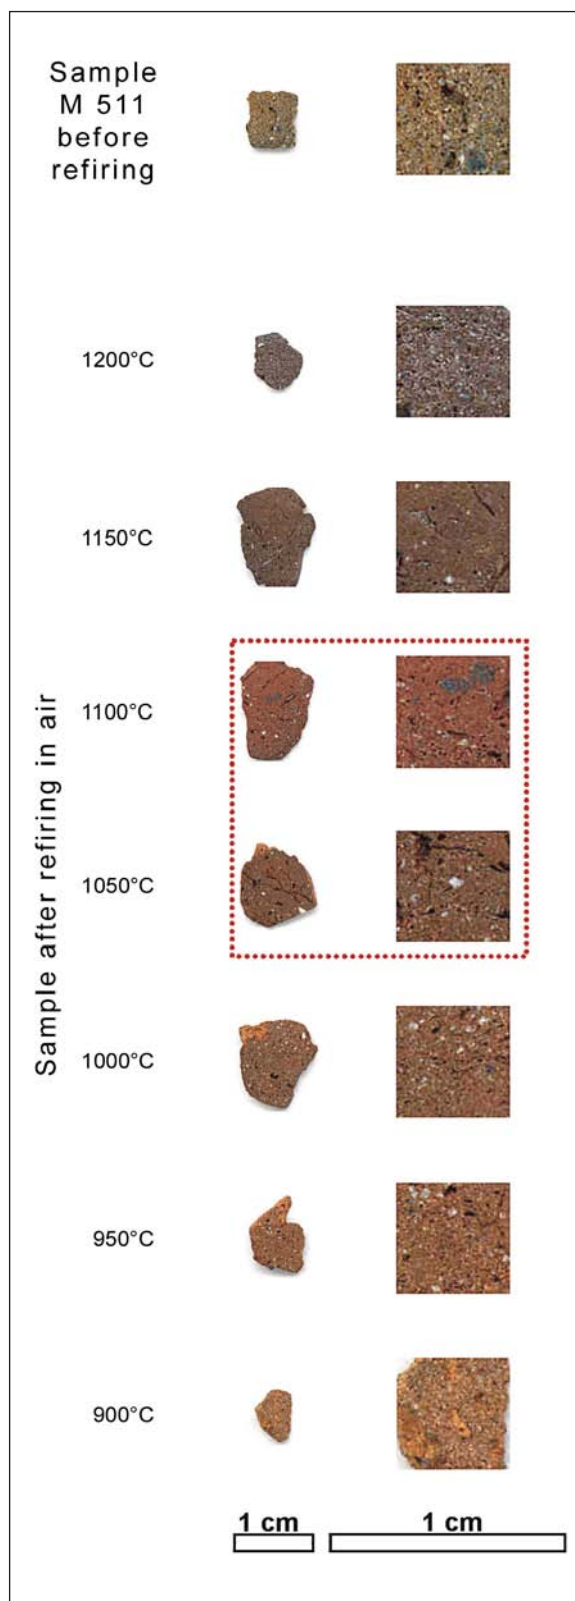 Sample
M 511
before
refiring
Sample after refiring in air
1200°C
1150°C
1100°C
1050°C
1000°C
950°C
900°C
1 cm
1 cm